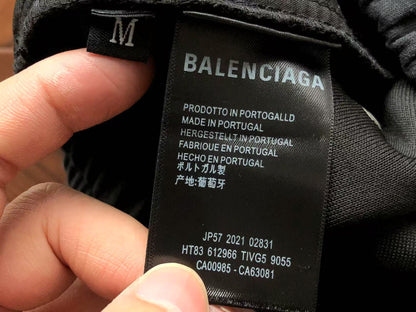 M
BALENCIAGA
PRODOTTO IN PORTOGALLD
MADE IN PORTUGAL
HERGESTELLT IN PORTUGAL
FABRIQUE EN PORTUGAL
HECHO EN PORTUGAL
ポルトガル製
产地:葡萄牙
JP57 2021 02831
HT83 612966 TIVG5 9055
CA00985 - CA63081